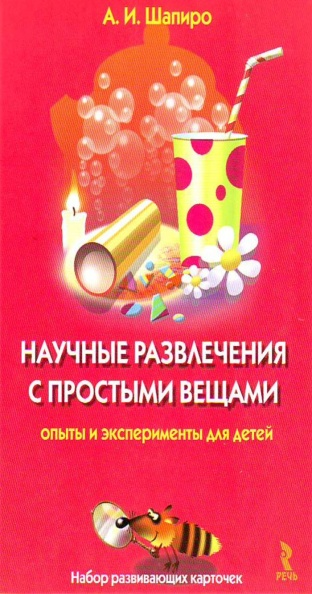 А. И. Шапиро
НАУЧНЫЕ РАЗВЛЕЧЕНИЯ
С ПРОСТЫМИ ВЕЩАМИ
опыты и эксперименты для детей
РЕЧЬ
Набор развивающих карточек